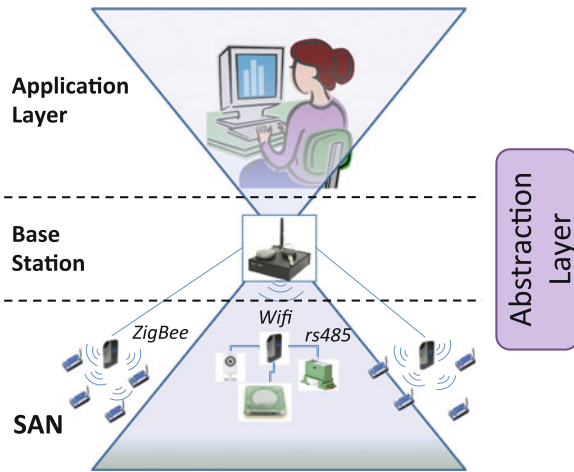 Application
Layer
Base
Station
Abstraction
Layer
Wifi
ZigBee
rs485
SAN